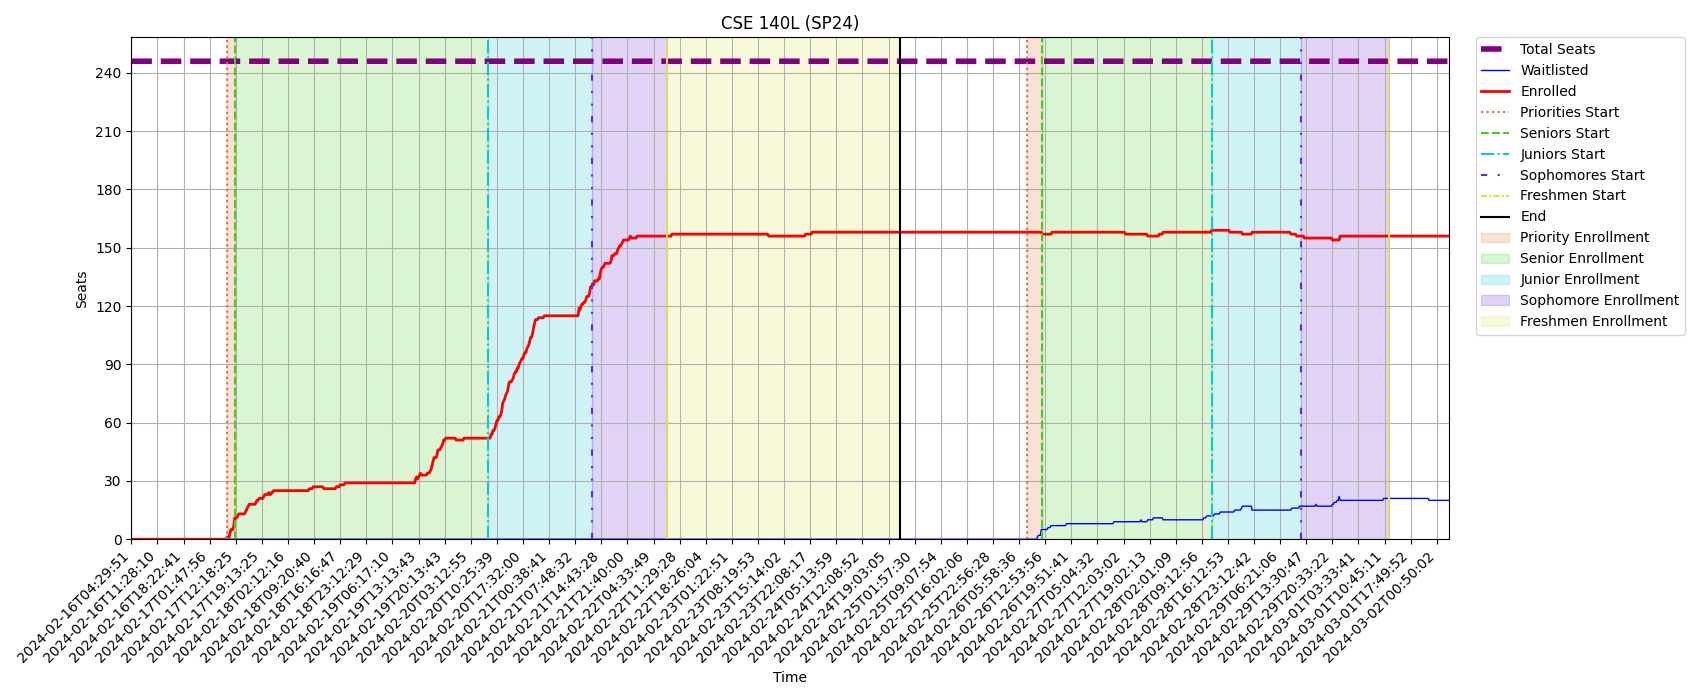 CSE 140L (SP24)
Seats
240
210
180
150
120
90
60
30
0
2024-02-16T04:29:51
2024-02-16T11:28:10
2024-02-16T18:22:41
2024-02-17T01:47:56
2024-02-17T12:18:25
2024-02-17T19:13:25
2024-02-18T02:12:16
2024-02-18T09:20:40
2024-02-18T16:16:47
2024-02-18T23:12:29
2024-02-19T06:17:10
2024-02-19T13:13:43
2024-02-19T20:13:43
2024-02-20T03:12:55
2024-02-20T10:25:39
2024-02-20T17:32:00
2024-02-21T00:38:41
2024-02-21T07:48:32
2024-02-21T14:43:28
2024-02-21T21:40:00
2024-02-22T04:33:49
2024-02-22T11:29:28
2024-02-22T18:26:04
2024-02-23T01:22:51
2024-02-23T08:19:53
2024-02-23T15:14:02
2024-02-23T22:08:17
2024-02-24T05:13:59
2024-02-24T12:08:52
2024-02-24T19:03:05
2024-02-25T01:57:30
2024-02-25T09:07:54
2024-02-25T16:02:06
2024-02-25T22:56:28
2024-02-26T05:58:36
2024-02-26T12:53:56
2024-02-26T19:51:41
2024-02-27T05:04:32
2024-02-27T12:03:02
2024-02-27T19:02:13
2024-02-28T02:01:09
2024-02-28T09:12:56
2024-02-28T16:12:53
2024-02-28T23:12:42
2024-02-29T06:21:06
2024-02-29T13:30:47
2024-02-29T20:33:22
2024-03-01T03:33:41
2024-03-01T10:45:11
2024-03-01T17:49:52
2024-03-02T00:50:02
Time
Total Seats
Waitlisted
Enrolled
Priorities Start
Seniors Start
Juniors Start
Sophomores Start
Freshmen Start
End
Priority Enrollment
Senior Enrollment
Junior Enrollment
Sophomore Enrollment
Freshmen Enrollment